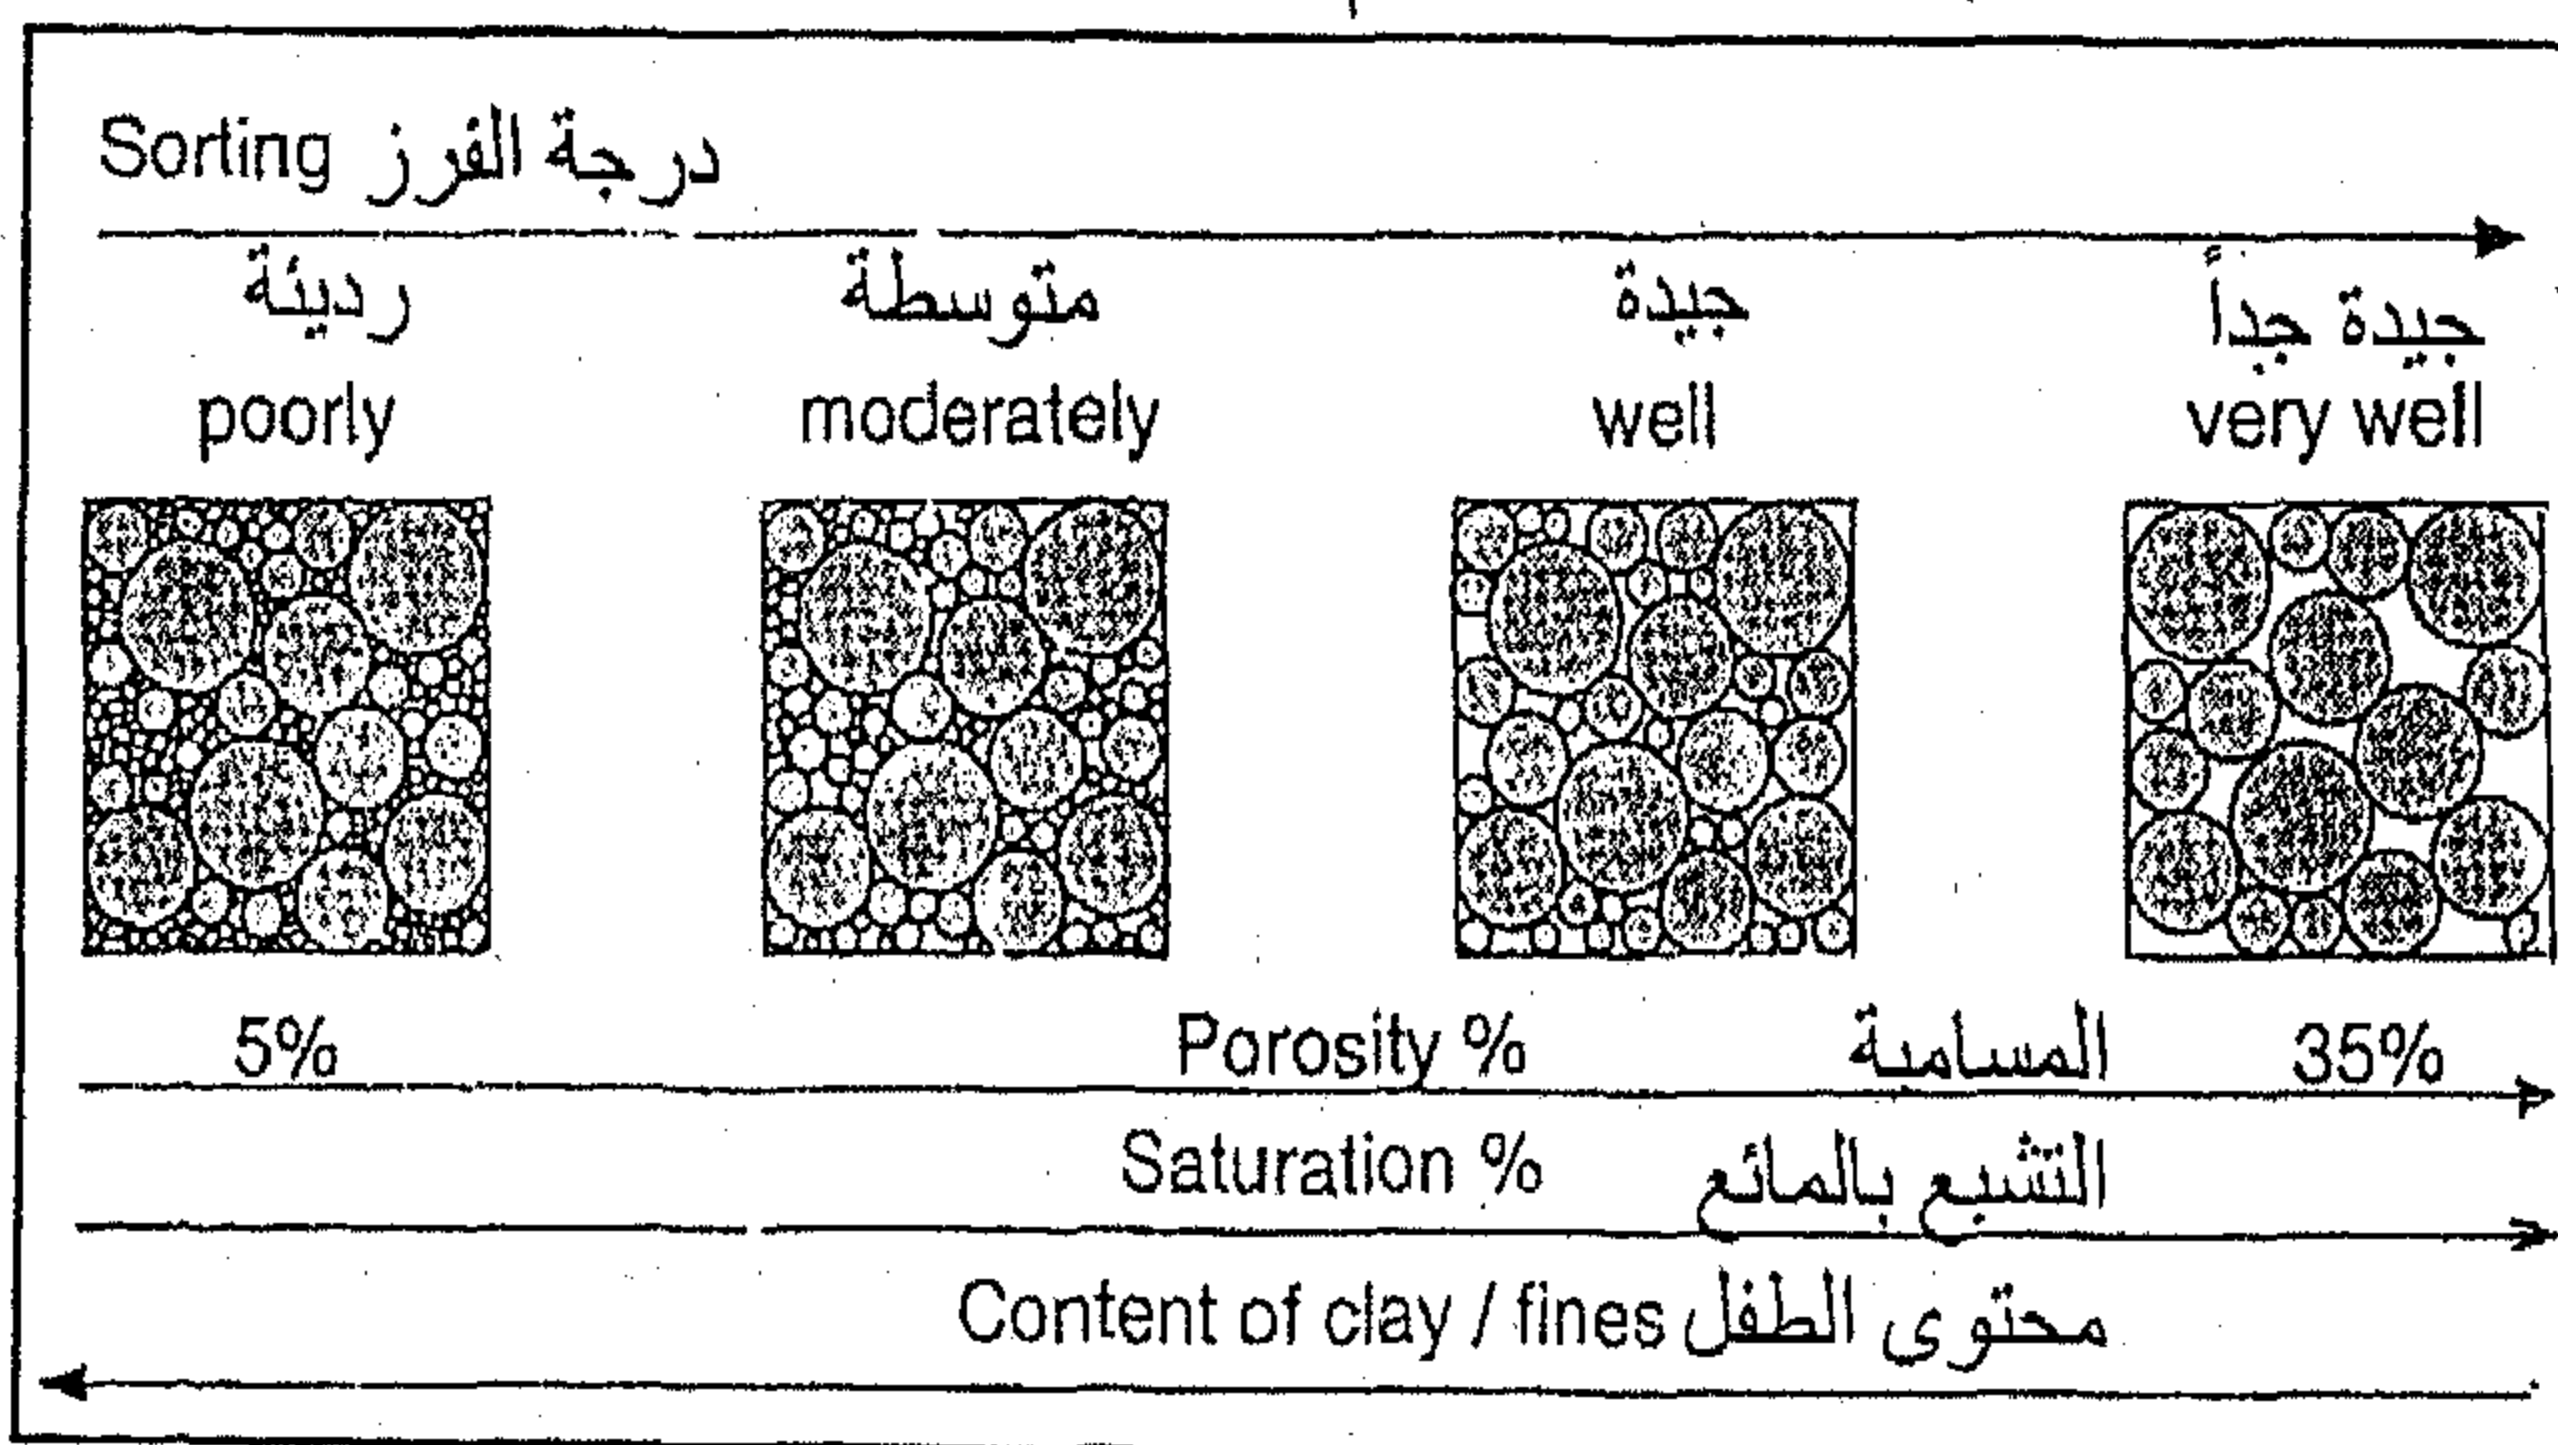 Sorting درجة الفرز
رديئة متوسطة جيدة جيدة جداً
poorly moderately well very well
5% Porosity % المسامية 35%
Saturation % التشبع بالمائع
Content of clay / fines محتوى الطفل